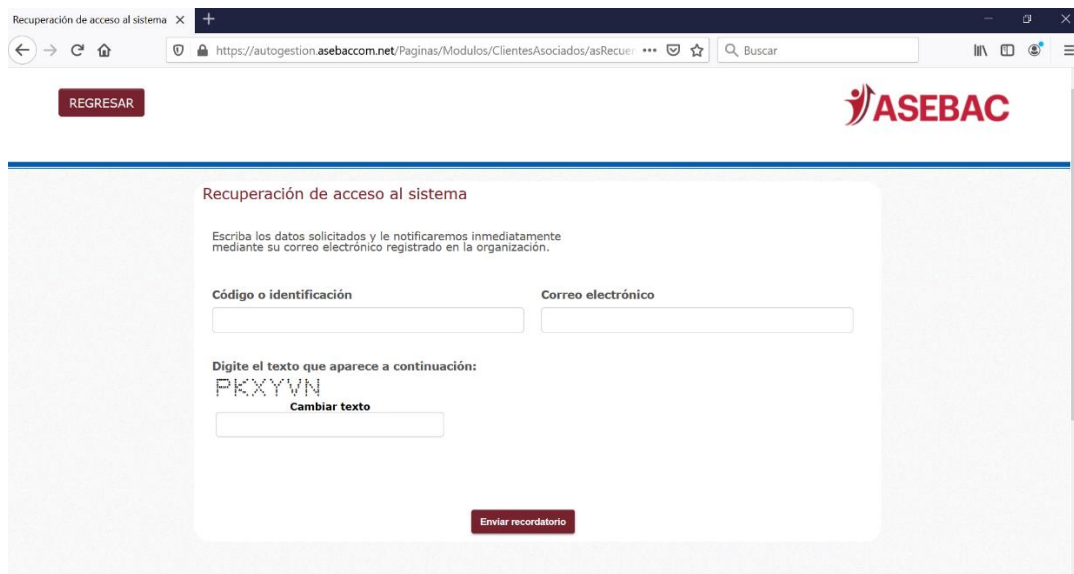 Recuperación de acceso al sistema
https://autogestion.asebaccom.net/Paginas/Modulos/ClientesAsociados/asRecuer
Buscar
REGRESAR
ASEBAC
Recuperación de acceso al sistema
Escriba los datos solicitados y le notificaremos inmediatamente
mediante su correo electrónico registrado en la organización.
Código o identificación Correo electrónico
Digite el texto que aparece a continuación:
PKXYVN
Cambiar texto
Enviar recordatorio